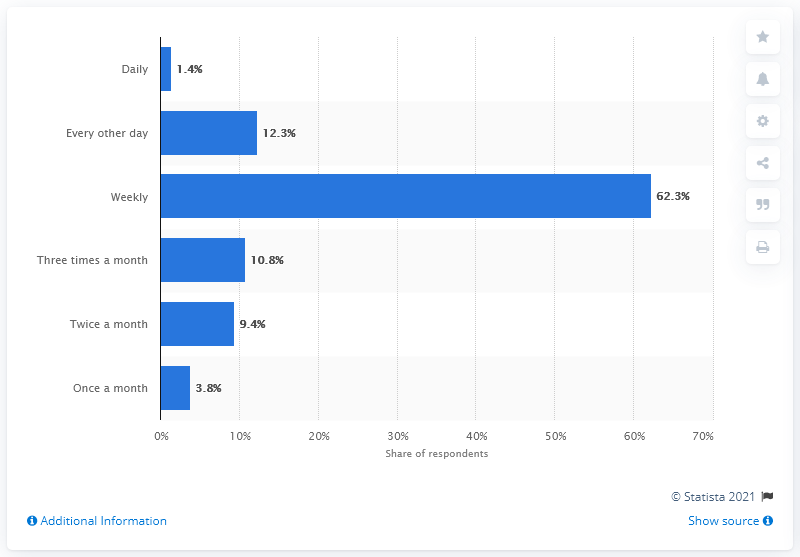 Daily 1.4%
Every other day 12.3%
Weekly 62.3%
Three times a month 10.8%
Twice a month 9.4%
Once a month 3.8%
0% 10% 20% 30% 40% 50% 60% 70%
Share of respondents
© Statista 2021
Additional Information Show source